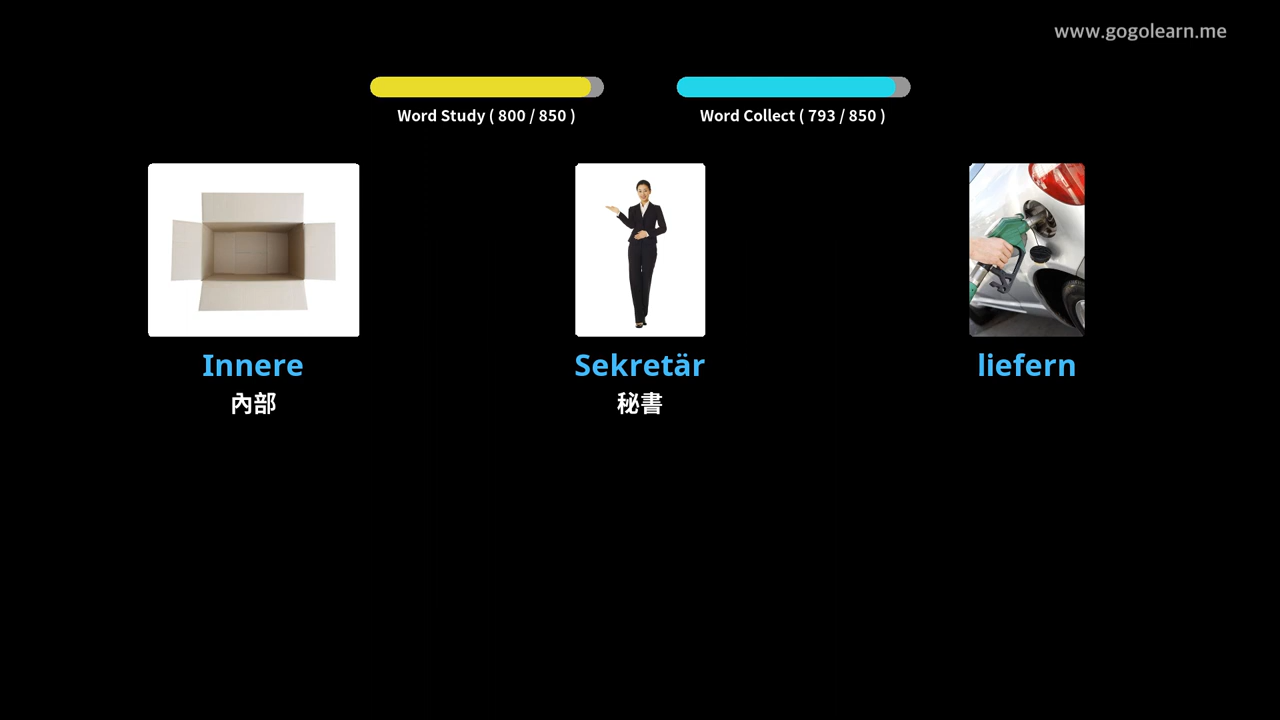 www.gogolearn.me
Word Study ( 800 / 850 )
Word Collect ( 793 / 850 )
Innere
內部
Sekretär
秘書
liefern